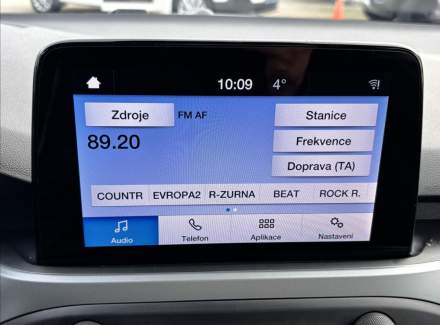 10:09 4°
Zdroje FM AF Stanice
89.20 Frekvence
Doprava (TA)
COUNTR EVROPA2 R-ZURNA BEAT ROCK R.
Audio Telefon Aplikace Nastavení